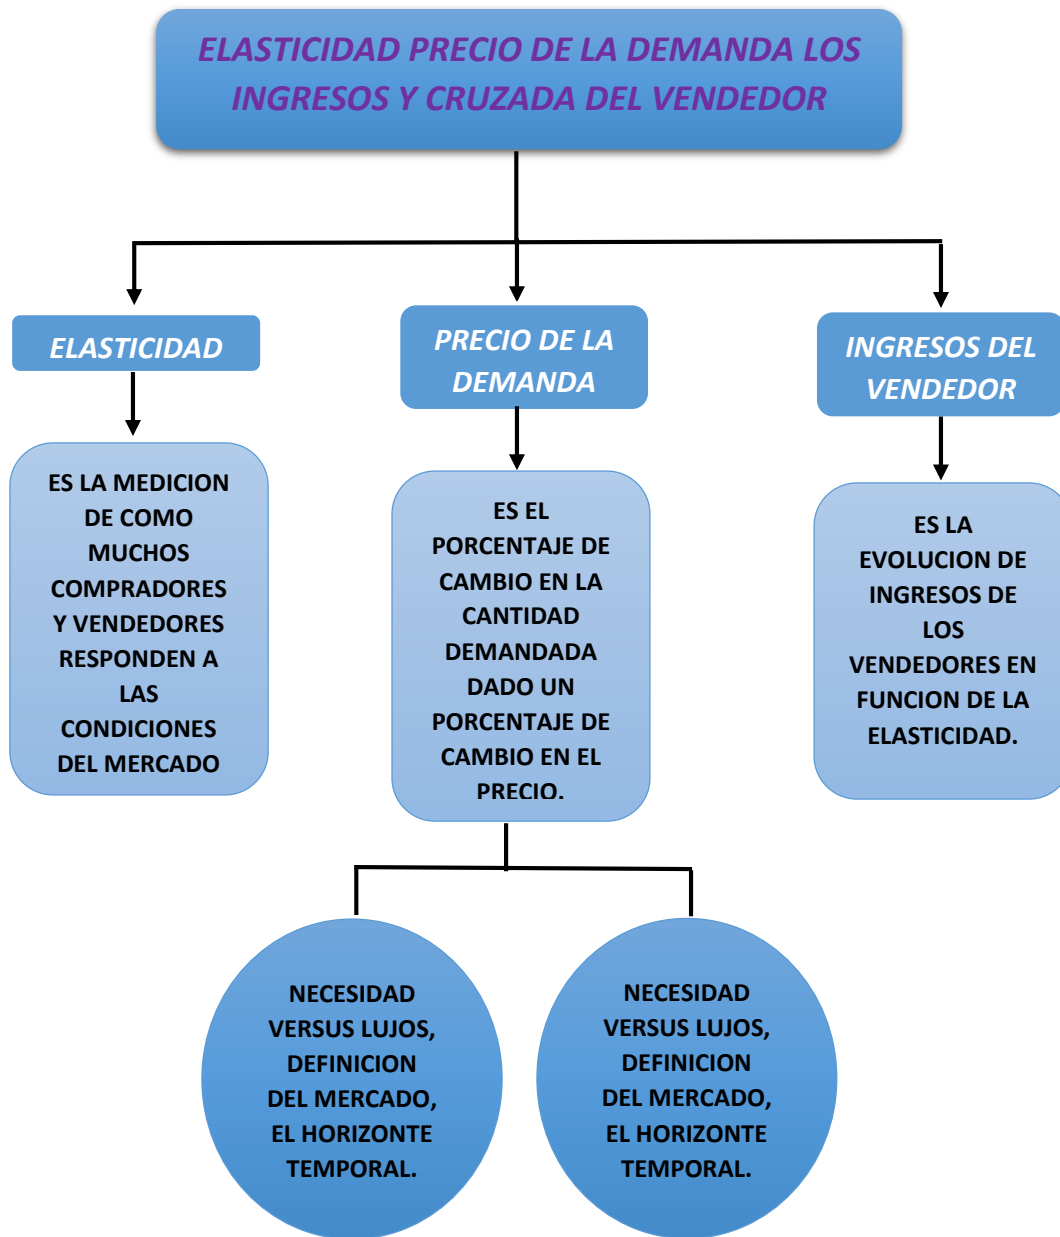 ELASTICIDAD PRECIO DE LA DEMANDA LOS
INGRESOS Y CRUZADA DEL VENDEDOR
ELASTICIDAD
PRECIO DE LA
DEMANDA
INGRESOS DEL
VENDEDOR
ES LA MEDICION
DE COMO
MUCHOS
COMPRADORES
Y VENDEDORES
RESPONDEN A
LAS
CONDICIONES
DEL MERCADO
ES EL
PORCENTAJE DE
CAMBIO EN LA
CANTIDAD
DEMANDADA
DADO UN
PORCENTAJE DE
CAMBIO EN EL
PRECIO.
ES LA
EVOLUCION DE
INGRESOS DE
LOS
VENDEDORES EN
FUNCION DE LA
ELASTICIDAD.
NECESIDAD
VERSUS LUJOS,
DEFINICION
DEL MERCADO,
EL HORIZONTE
TEMPORAL.
NECESIDAD
VERSUS LUJOS,
DEFINICION
DEL MERCADO,
EL HORIZONTE
TEMPORAL.